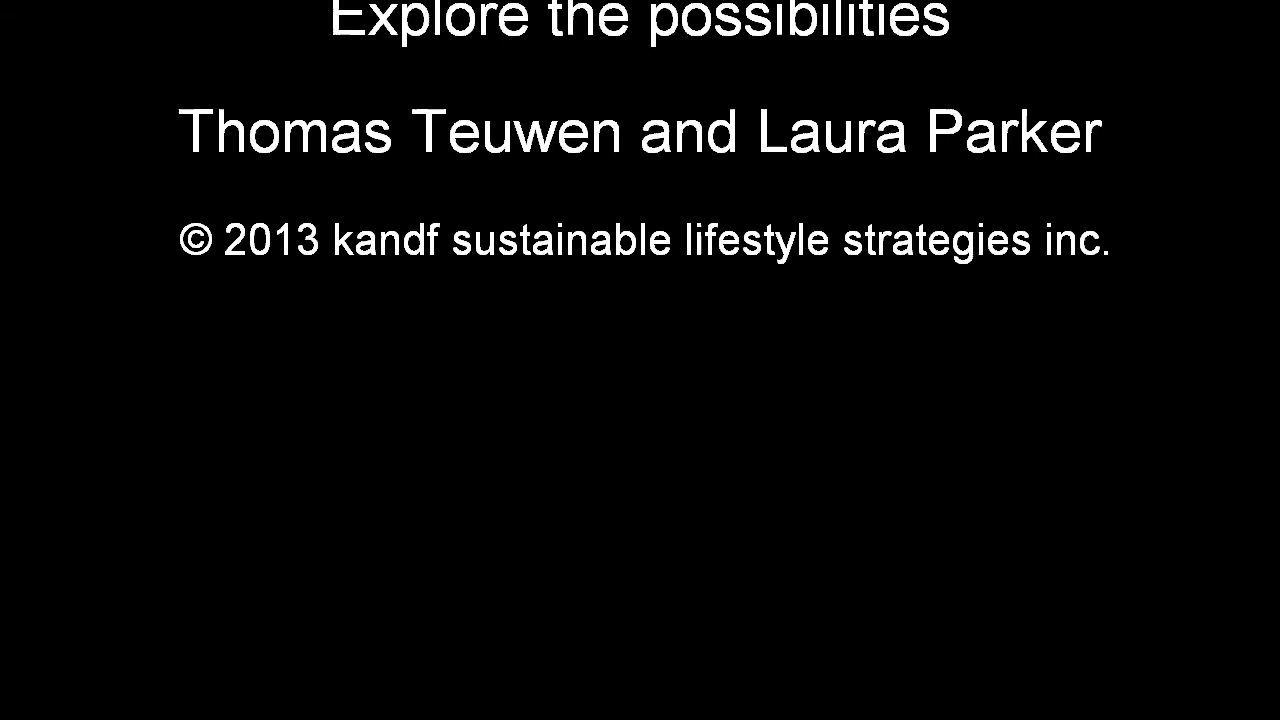 Explore the possibilities
Thomas Teuwen and Laura Parker
© 2013 kandf sustainable lifestyle strategies inc.